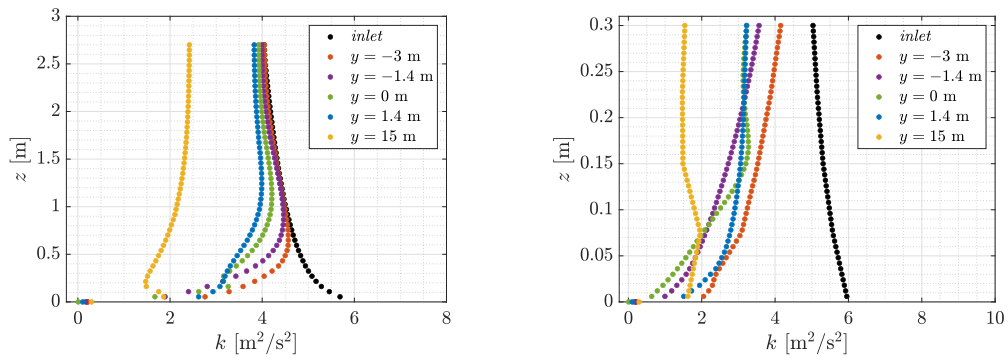 3
2.5
2
1.5
1
0.5
0
z [m]
0 2 4 6 8
k [m²/s²]
inlet
y = −3 m
y = −1.4 m
y = 0 m
y = 1.4 m
y = 15 m
0.3
0.25
0.2
0.15
0.1
0.05
0
z [m]
0 2 4 6 8 10
k [m²/s²]
inlet
y = −3 m
y = −1.4 m
y = 0 m
y = 1.4 m
y = 15 m